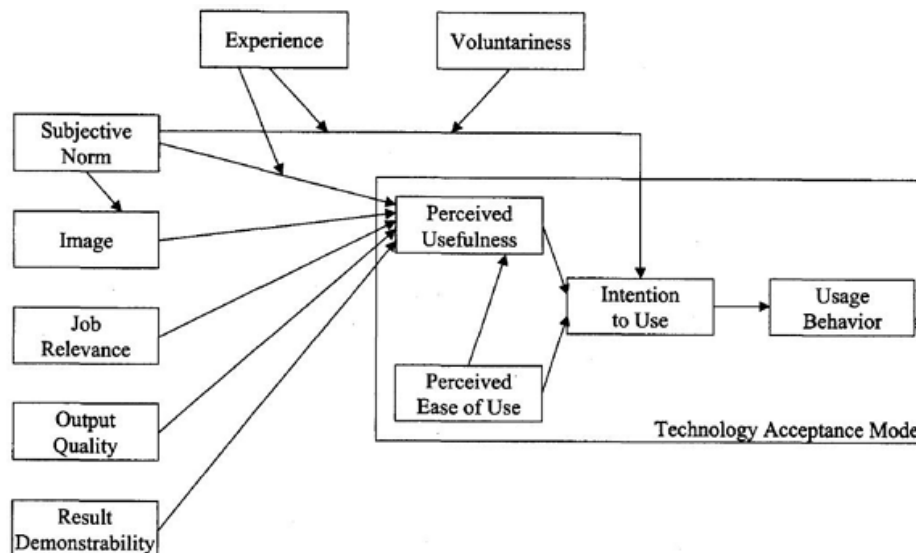 Experience
Voluntariness
Subjective
Norm
Image
Job
Relevance
Output
Quality
Result
Demonstrability
Perceived
Usefulness
Perceived
Ease of Use
Intention
to Use
Usage
Behavior
Technology Acceptance Mode